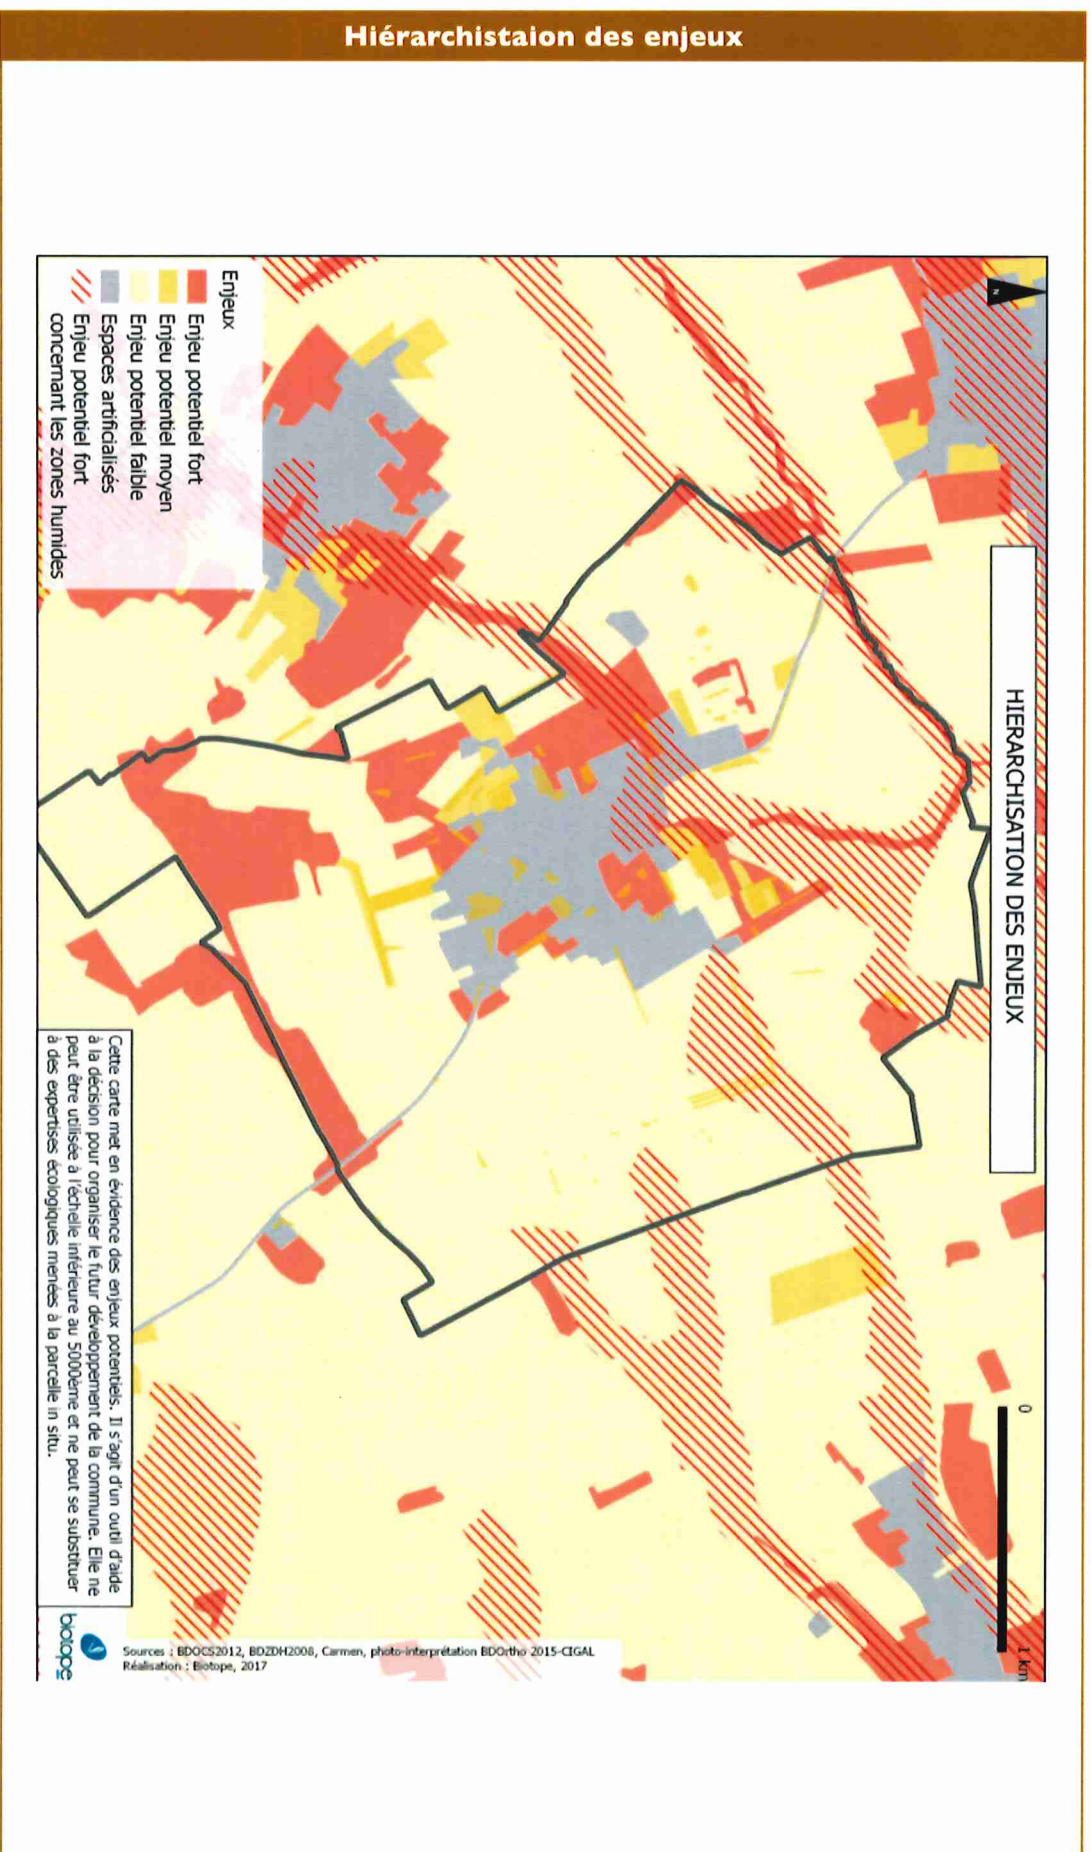 Hiérarchistaion des enjeux
HIERARCHISATION DES ENJEUX
N
0
1 km
Enjeux
Enjeu potentiel fort
Enjeu potentiel moyen
Enjeu potentiel faible
Espaces artificialisés
Enjeu potentiel fort
concernant les zones humides
Cette carte met en évidence des enjeux potentiels. Il s'agit d'un outil d'aide
à la décision pour organiser le futur développement de la commune. Elle ne
peut être utilisée à l'échelle inférieure au 5000ème et ne peut se substituer
à des expertises écologiques menées à la parcelle in situ.
biotope
Sources : BDOCS2012, BDZDH2008, Carmen, photo-interprétation BDOrtho 2015-CIGAL
Réalisation : Biotope, 2017